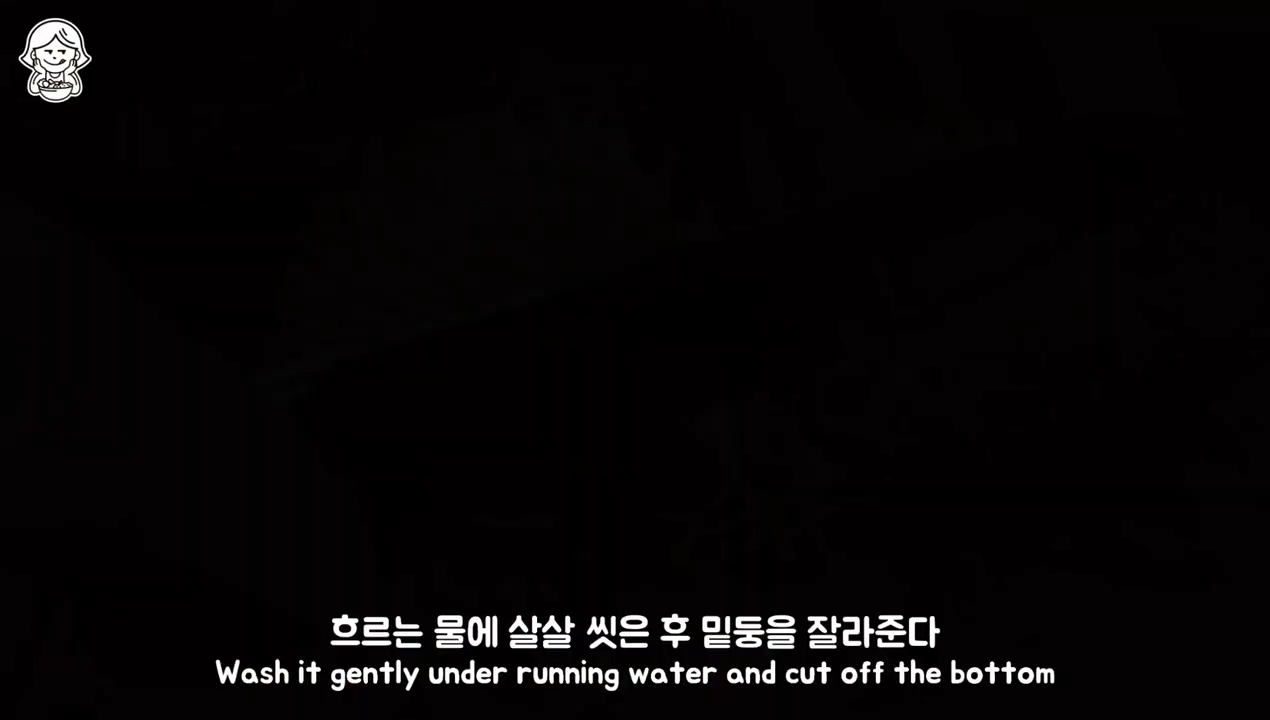 흐르는 물에 살살 씻은 후 밑둥을 잘라준다
Wash it gently under running water and cut off the bottom